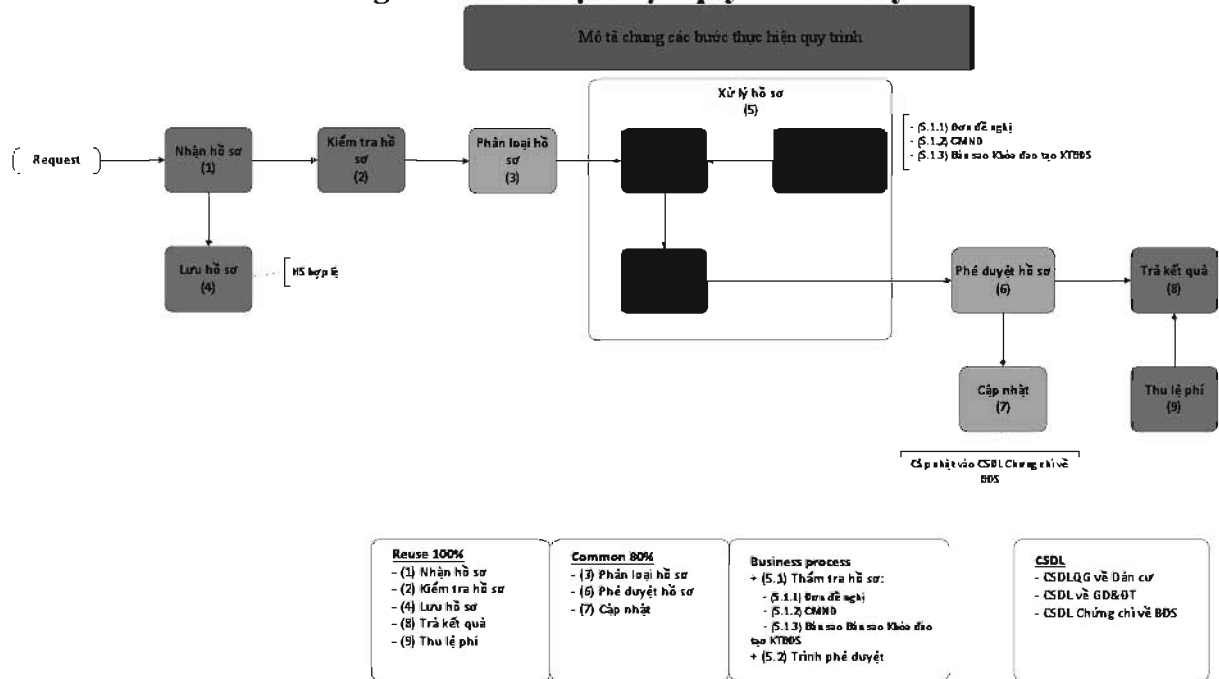 Mô tả chung các bước thực hiện quy trình
Xử lý hồ sơ
(5)
Request
Nhận hồ sơ
(1)
Kiểm tra hồ
sơ
(2)
Phân loại hồ
sơ
(3)
- (5.1.1) Đơn đề nghị
- (5.1.2) CMND
- (5.1.3) Bản sao Khóa đao tạo KTBDS
Lưu hồ sơ
(4)
HS hợp lệ
Phê duyệt hồ sơ
(6)
Trả kết quả
(8)
Cập nhật
(7)
Thu lệ phí
(9)
Cập nhật vào CSDL Chứng chỉ về
BDS
Reuse 100%
- (1) Nhận hồ sơ
- (2) Kiểm tra hồ sơ
- (4) Lưu hồ sơ
- (8) Trả kết quả
- (9) Thu lệ phí
Common 80%
- (3) Phân loại hồ sơ
- (6) Phê duyệt hồ sơ
- (7) Cập nhật
Business process
+ (5.1) Thẩm tra hồ sơ:
- (5.1.1) Đơn đề nghị
- (5.1.2) CMND
- (5.1.3) Bản sao Bản sao Khóa đao
tạo KTBDS
+ (5.2) Trình phê duyệt
CSDL
- CSDLQG về Dân cư
- CSDL về GD&ĐT
- CSDL Chứng chỉ về BDS